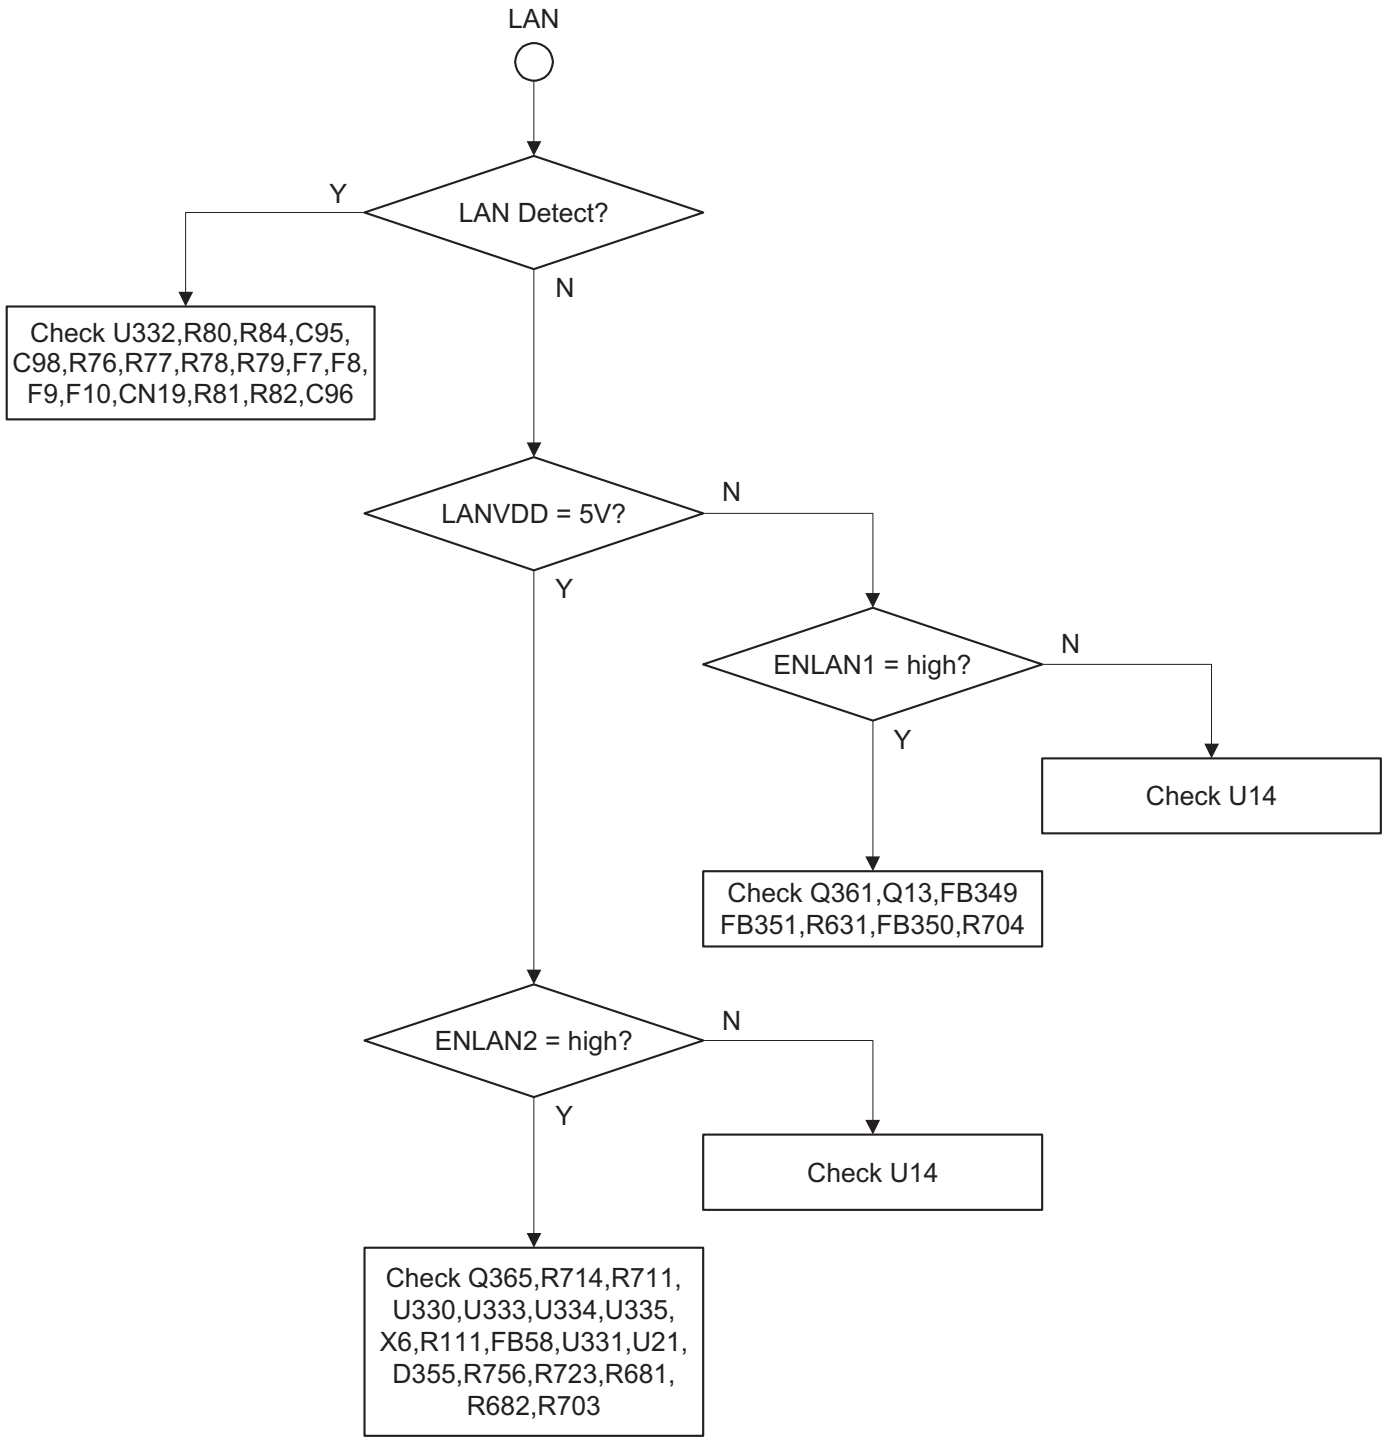 LAN
LAN Detect?
Y
N
Check U332,R80,R84,C95,
C98,R76,R77,R78,R79,F7,F8,
F9,F10,CN19,R81,R82,C96
LANVDD = 5V?
N
Y
ENLAN1 = high?
N
Y
Check U14
Check Q361,Q13,FB349
FB351,R631,FB350,R704
ENLAN2 = high?
N
Y
Check U14
Check Q365,R714,R711,
U330,U333,U334,U335,
X6,R111,FB58,U331,U21,
D355,R756,R723,R681,
R682,R703